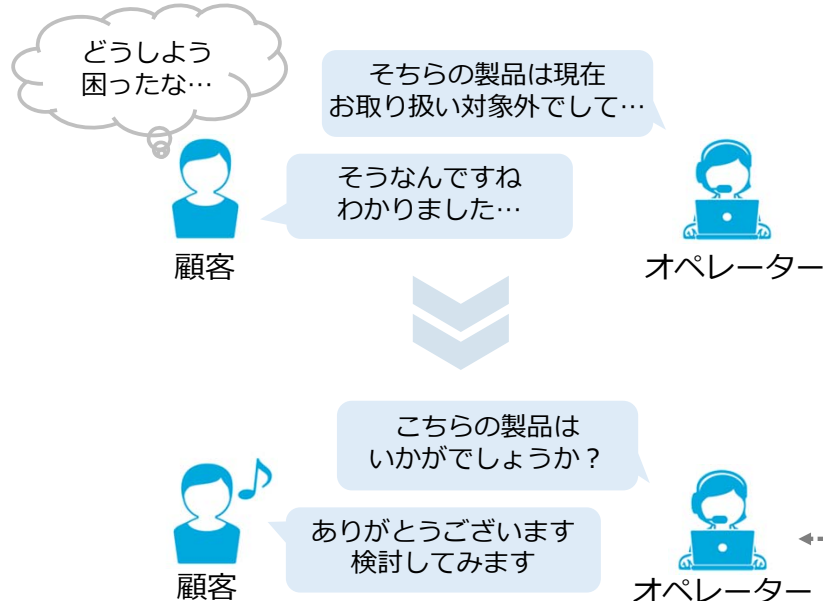 どうしよう
困ったな…
そちらの製品は現在
お取り扱い対象外でして…
そうなんですね
わかりました…
顧客
オペレーター
こちらの製品は
いかがでしょうか？
ありがとうございます
検討してみます
顧客
オペレーター